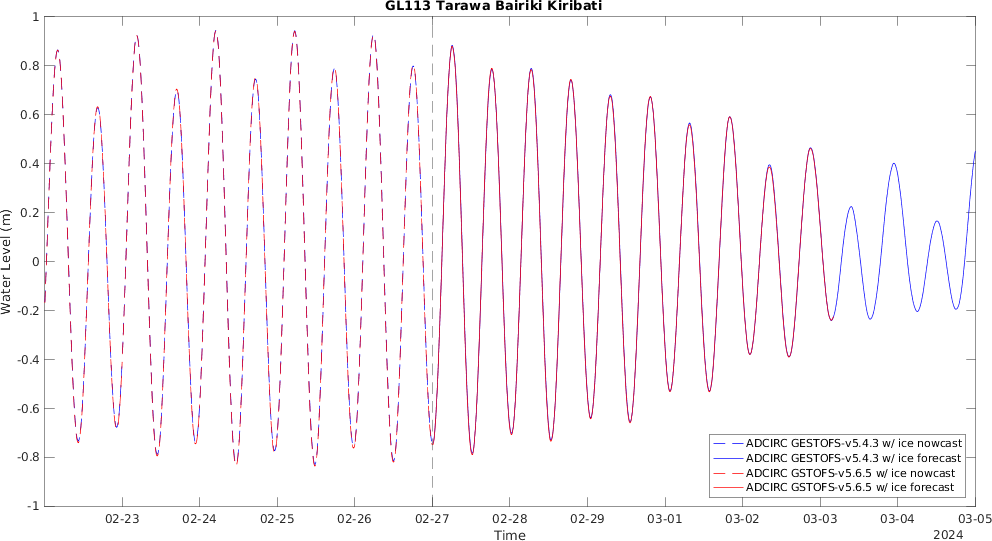 GL113 Tarawa Bairiki Kiribati
Water Level (m)
1
0.8
0.6
0.4
0.2
0
-0.2
-0.4
-0.6
-0.8
-1
ADCIRC GESTOFS-v5.4.3 w/ ice nowcast
ADCIRC GESTOFS-v5.4.3 w/ ice forecast
ADCIRC GSTOFS-v5.6.5 w/ ice nowcast
ADCIRC GSTOFS-v5.6.5 w/ ice forecast
02-23 02-24 02-25 02-26 02-27 02-28 02-29 03-01 03-02 03-03 03-04 03-05
Time
2024